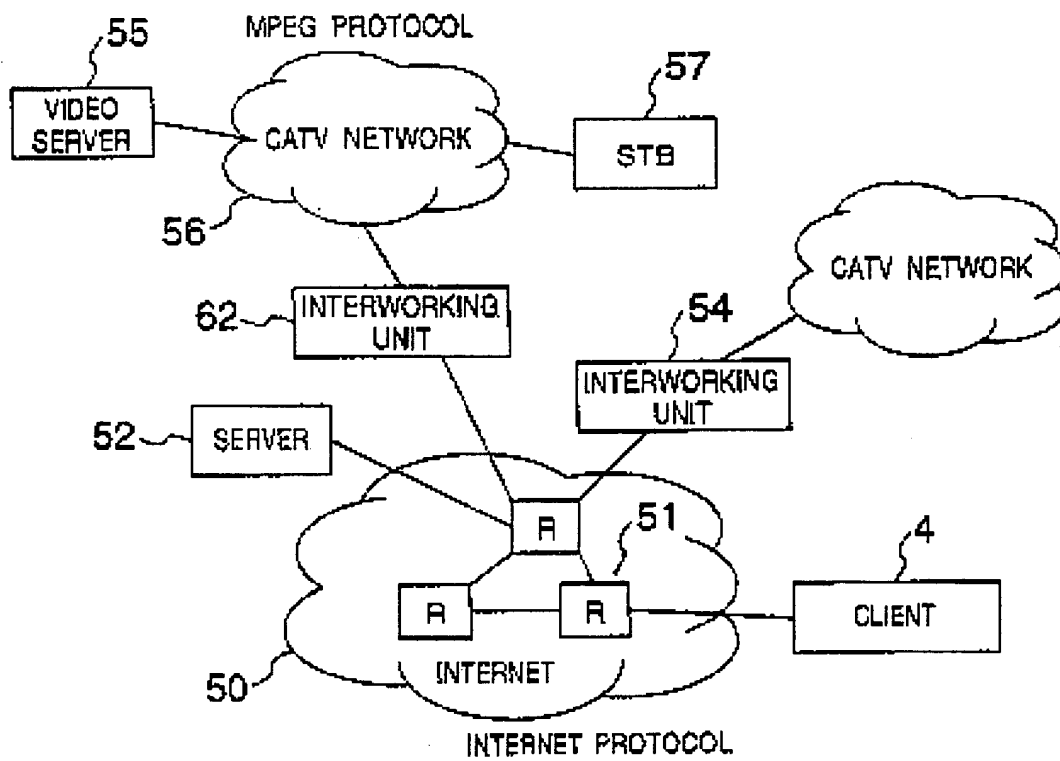 55
MPEG PROTOCOL
57
VIDEO
SERVER
CATV NETWORK
STB
56
CATV NETWORK
62
INTERWORKING
UNIT
54
INTERWORKING
UNIT
52
SERVER
R
51
4
R
R
CLIENT
50
INTERNET
INTERNET PROTOCOL